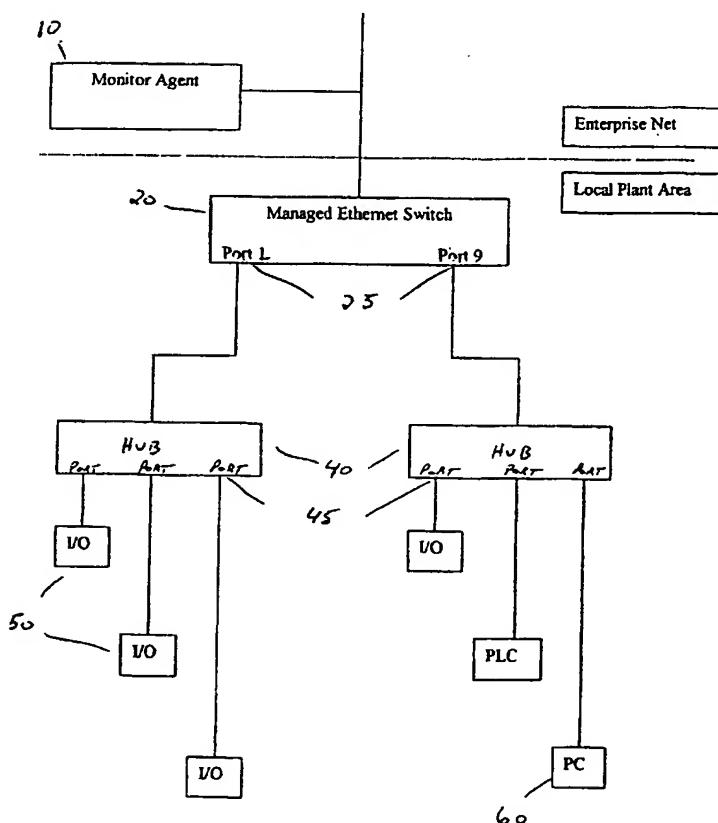 10
Monitor Agent
Enterprise Net
Local Plant Area
20
Managed Ethernet Switch
Port 1 Port 9
25
HUB
PORT PORT PORT
40
HUB
PORT PORT PORT
45
I/O
I/O
50
I/O
PLC
I/O
PC
60